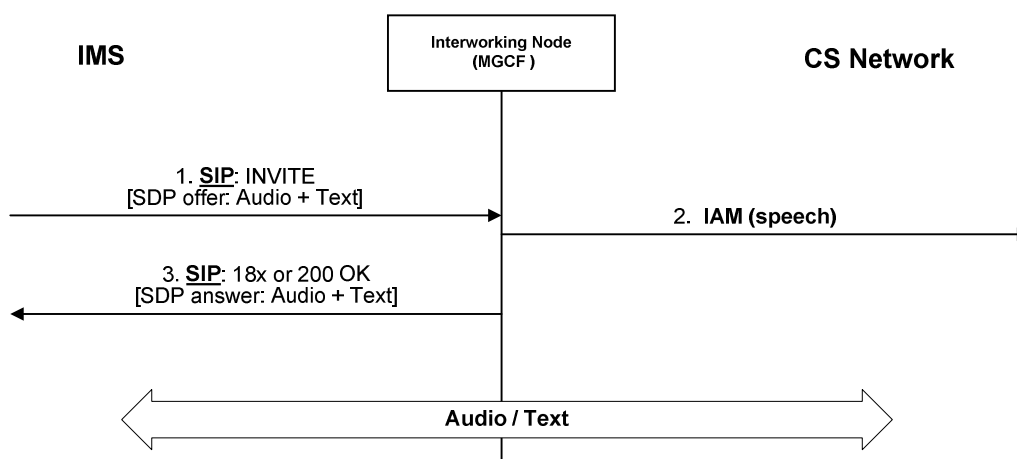 IMS
Interworking Node
(MGCF )
CS Network
1. SIP: INVITE
[SDP offer: Audio + Text]
2. IAM (speech)
3. SIP: 18x or 200 OK
[SDP answer: Audio + Text]
Audio / Text